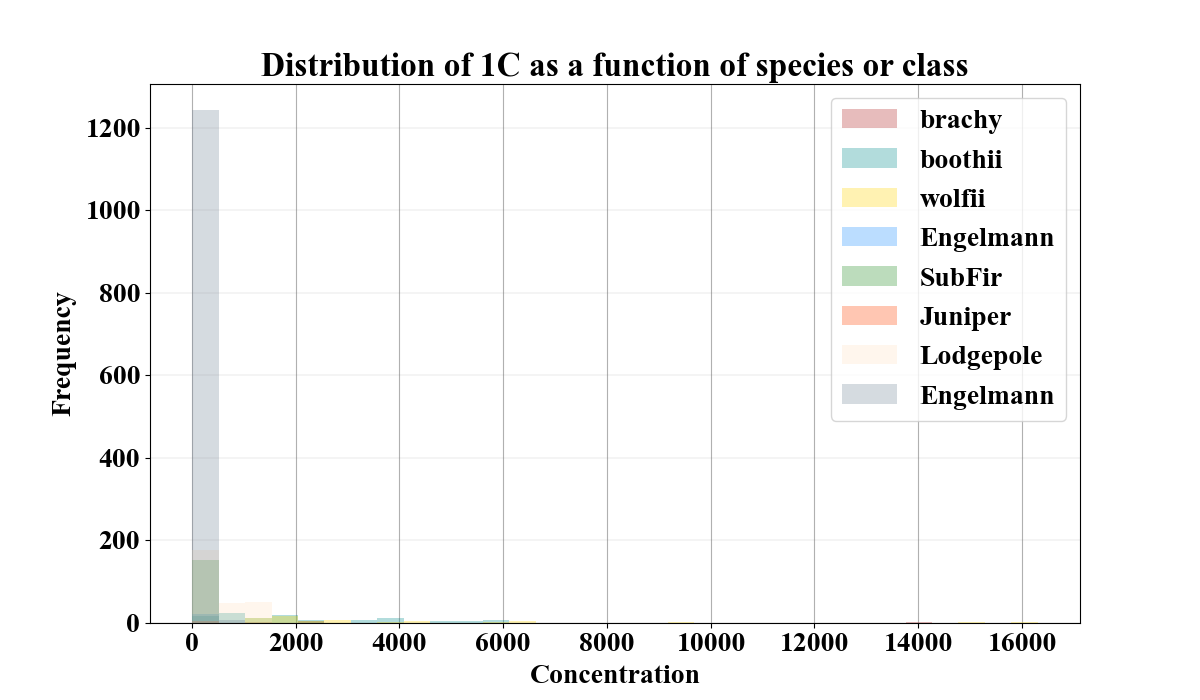 Distribution of 1C as a function of species or class
1200
1000
800
600
400
200
0
Frequency
brachy
boothii
wolfii
Engelmann
SubFir
Juniper
Lodgepole
Engelmann
0 2000 4000 6000 8000 10000 12000 14000 16000
Concentration